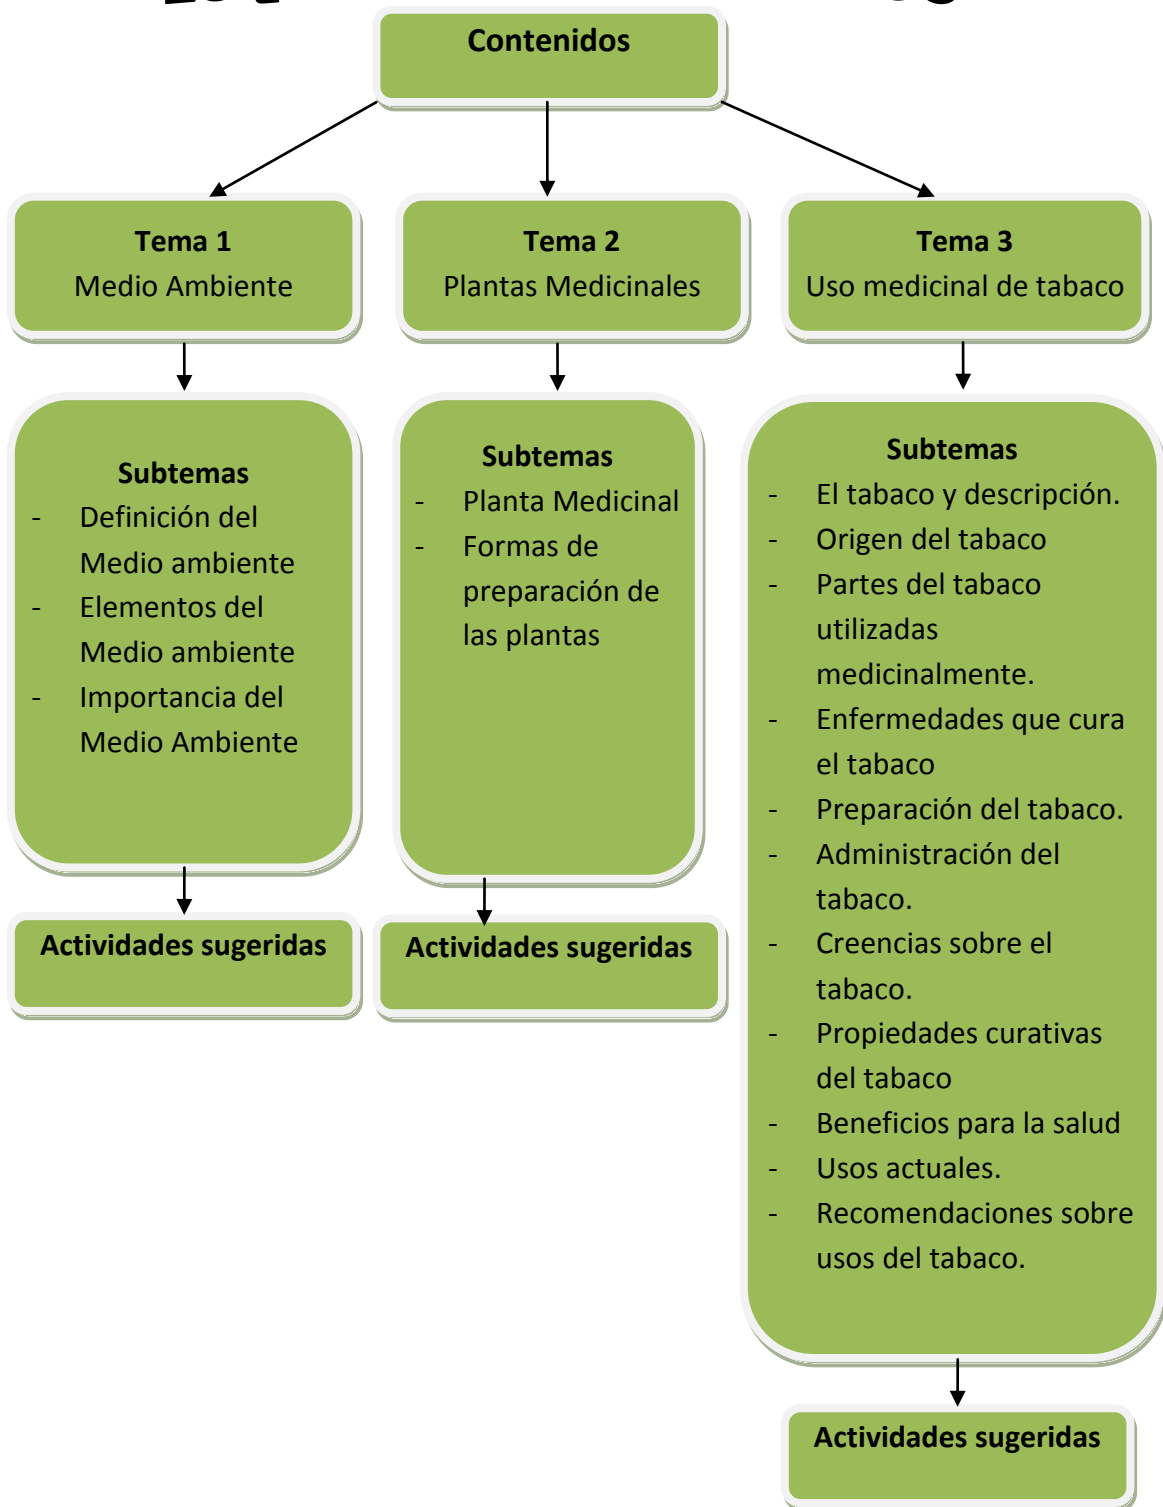 Contenidos
Tema 1
Medio Ambiente
Tema 2
Plantas Medicinales
Tema 3
Uso medicinal de tabaco
Subtemas
- Definición del
Medio ambiente
- Elementos del
Medio ambiente
- Importancia del
Medio Ambiente
Subtemas
- Planta Medicinal
- Formas de
preparación de
las plantas
Subtemas
- El tabaco y descripción.
- Origen del tabaco
- Partes del tabaco
utilizadas
medicinalmente.
- Enfermedades que cura
el tabaco
- Preparación del tabaco.
- Administración del
tabaco.
- Creencias sobre el
tabaco.
- Propiedades curativas
del tabaco
- Beneficios para la salud
- Usos actuales.
- Recomendaciones sobre
usos del tabaco.
Actividades sugeridas
Actividades sugeridas
Actividades sugeridas